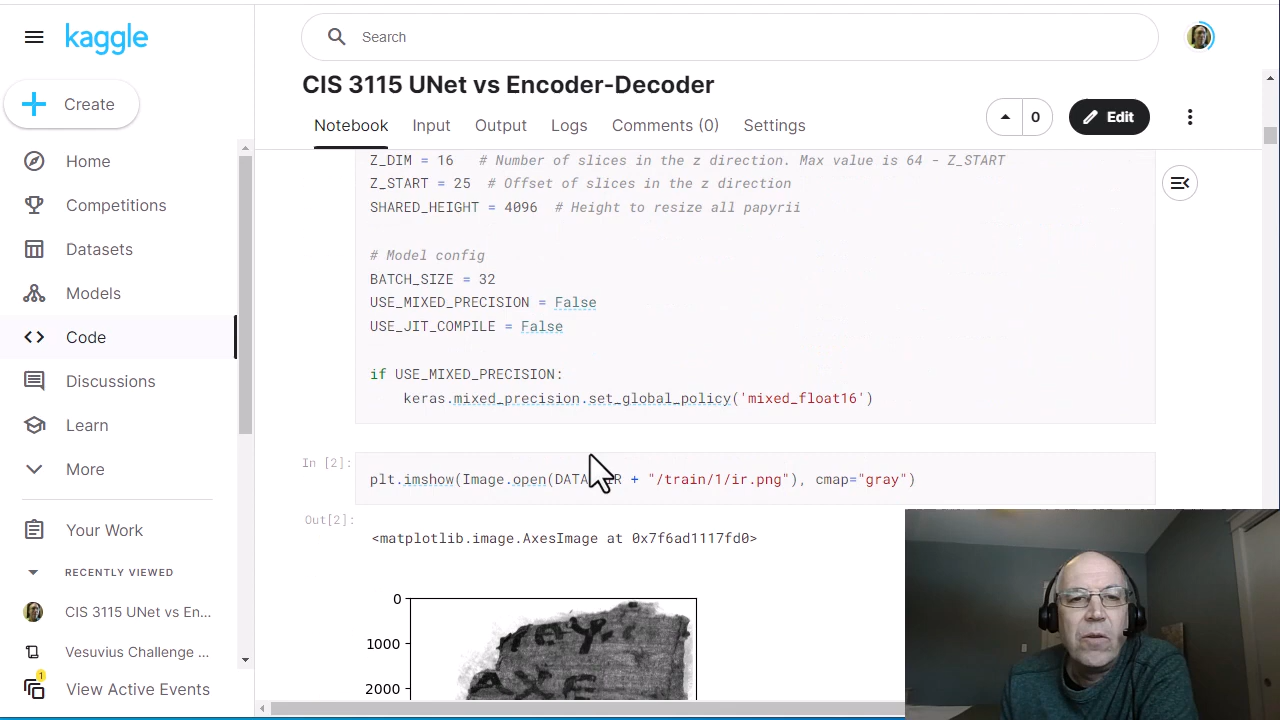 kaggle
Search
CIS 3115 UNet vs Encoder-Decoder
Create
Notebook Input Output Logs Comments (0) Settings
0
Edit
Home
Competitions
Datasets
Models
Code
Discussions
Learn
More
Your Work
RECENTLY VIEWED
CIS 3115 UNet vs En...
Vesuvius Challenge ...
1
View Active Events
Z_DIM = 16 # Number of slices in the z direction. Max value is 64 - Z_START
Z_START = 25 # Offset of slices in the z direction
SHARED_HEIGHT = 4096 # Height to resize all papyrii
# Model config
BATCH_SIZE = 32
USE_MIXED_PRECISION = False
USE_JIT_COMPILE = False
if USE_MIXED_PRECISION:
keras.mixed_precision.set_global_policy('mixed_float16')
In [2]:
plt.imshow(Image.open(DATA + "/train/1/ir.png"), cmap="gray")
Out[2]:
<matplotlib.image.AxesImage at 0x7f6ad1117fd0>
0
1000
2000